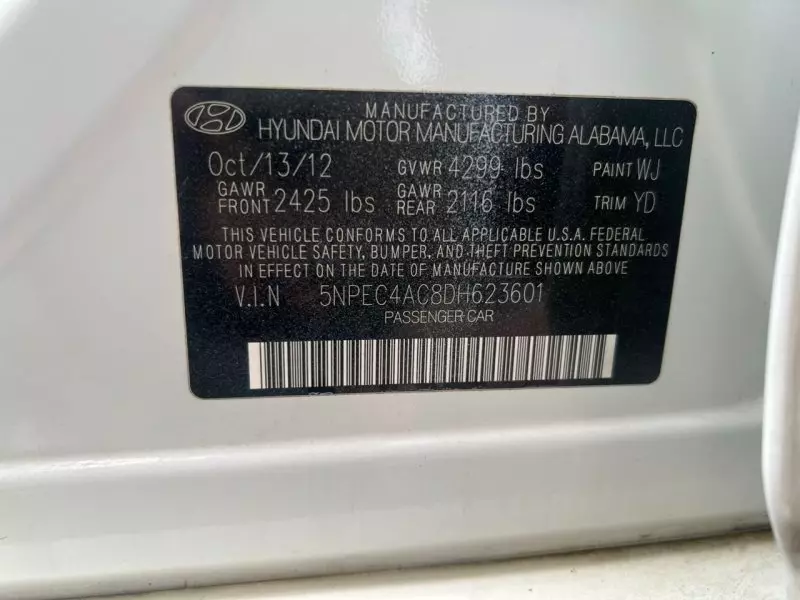 MANUFACTURED BY
HYUNDAI MOTOR MANUFACTURING ALABAMA, LLC
Oct/13/12 GVWR 4299 lbs PAINT WJ
GAWR FRONT 2425 lbs GAWR REAR 2116 lbs TRIM YD
THIS VEHICLE CONFORMS TO ALL APPLICABLE U.S.A. FEDERAL
MOTOR VEHICLE SAFETY, BUMPER, AND THEFT PREVENTION STANDARDS
IN EFFECT ON THE DATE OF MANUFACTURE SHOWN ABOVE.
V.I.N 5NPEC4AC8DH623601
PASSENGER CAR